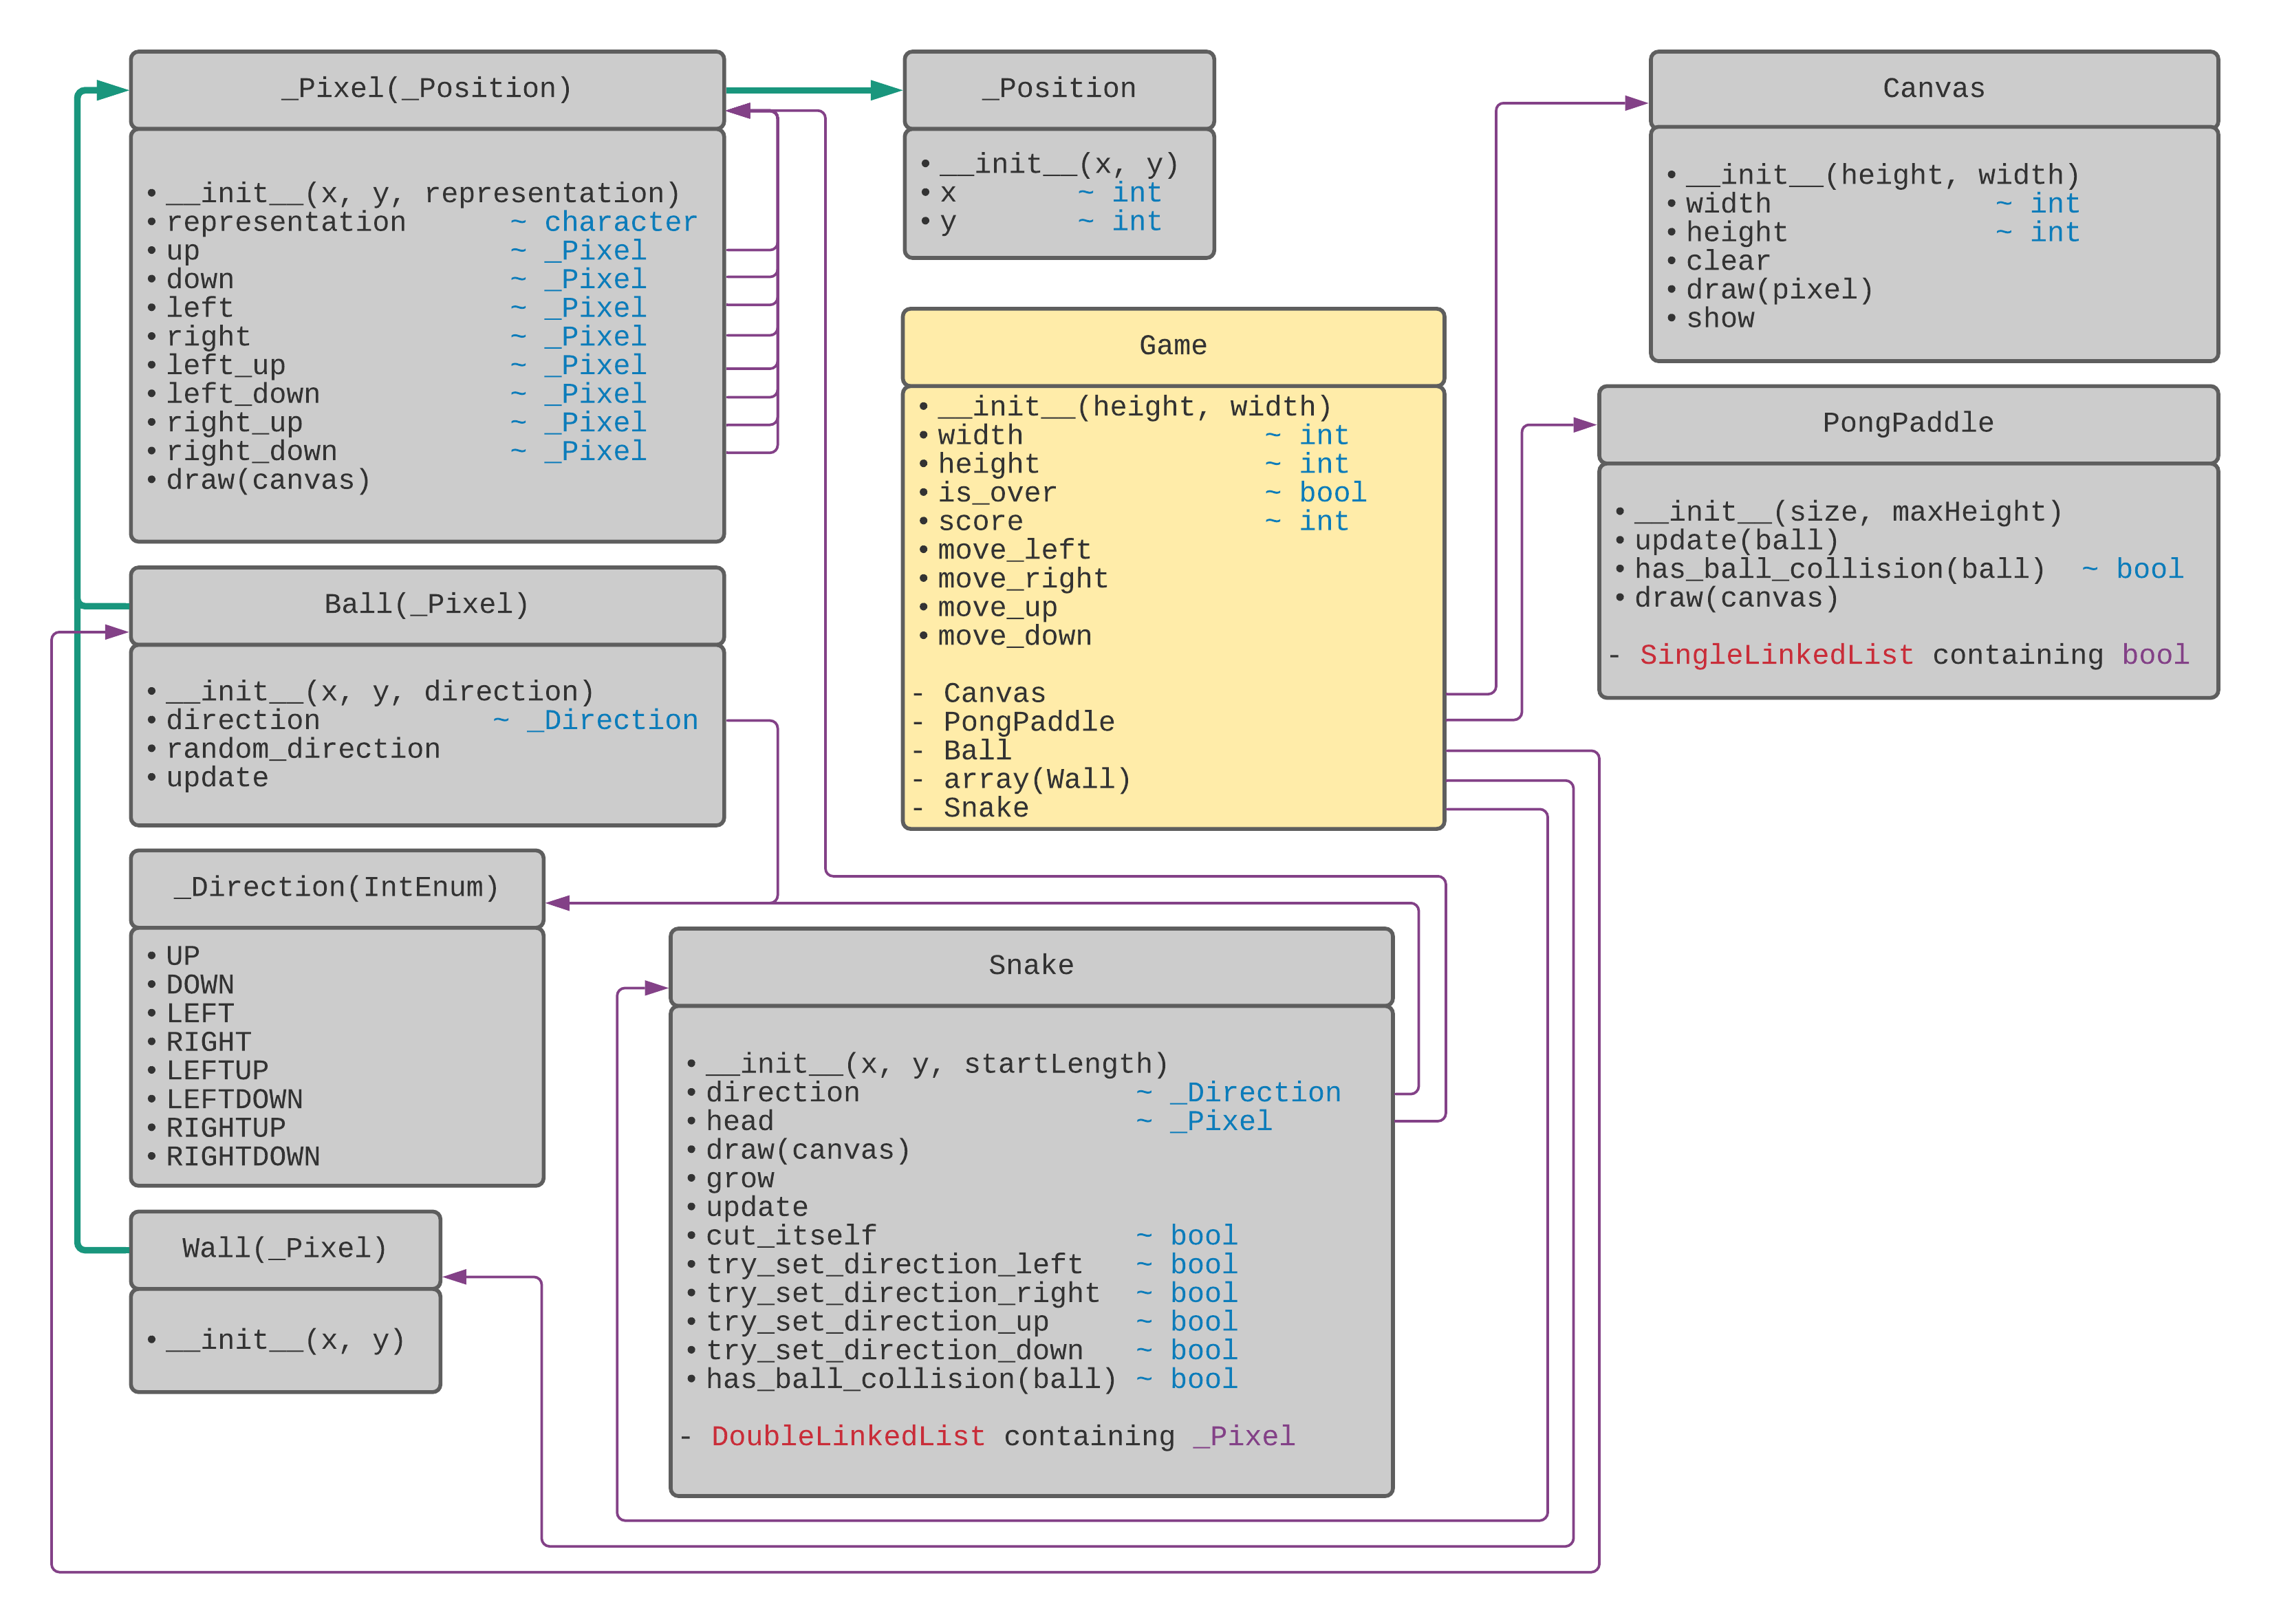 _Pixel(_Position)
• __init__(x, y, representation)
• representation ~ character
• up ~ _Pixel
• down ~ _Pixel
• left ~ _Pixel
• right ~ _Pixel
• left_up ~ _Pixel
• left_down ~ _Pixel
• right_up ~ _Pixel
• right_down ~ _Pixel
• draw(canvas)
_Position
• __init__(x, y)
• x ~ int
• y ~ int
Canvas
• __init__(height, width)
• width ~ int
• height ~ int
• clear
• draw(pixel)
• show
Game
• __init__(height, width)
• width ~ int
• height ~ int
• is_over ~ bool
• score ~ int
• move_left
• move_right
• move_up
• move_down
- Canvas
- PongPaddle
- Ball
- array(Wall)
- Snake
PongPaddle
• __init__(size, maxHeight)
• update(ball)
• has_ball_collision(ball) ~ bool
• draw(canvas)
- SingleLinkedList containing bool
Ball(_Pixel)
• __init__(x, y, direction)
• direction ~ _Direction
• random_direction
• update
_Direction(IntEnum)
• UP
• DOWN
• LEFT
• RIGHT
• LEFTUP
• LEFTDOWN
• RIGHTUP
• RIGHTDOWN
Snake
• __init__(x, y, startLength)
• direction ~ _Direction
• head ~ _Pixel
• draw(canvas)
• grow
• update
• cut_itself ~ bool
• try_set_direction_left ~ bool
• try_set_direction_right ~ bool
• try_set_direction_up ~ bool
• try_set_direction_down ~ bool
• has_ball_collision(ball) ~ bool
- DoubleLinkedList containing _Pixel
Wall(_Pixel)
• __init__(x, y)